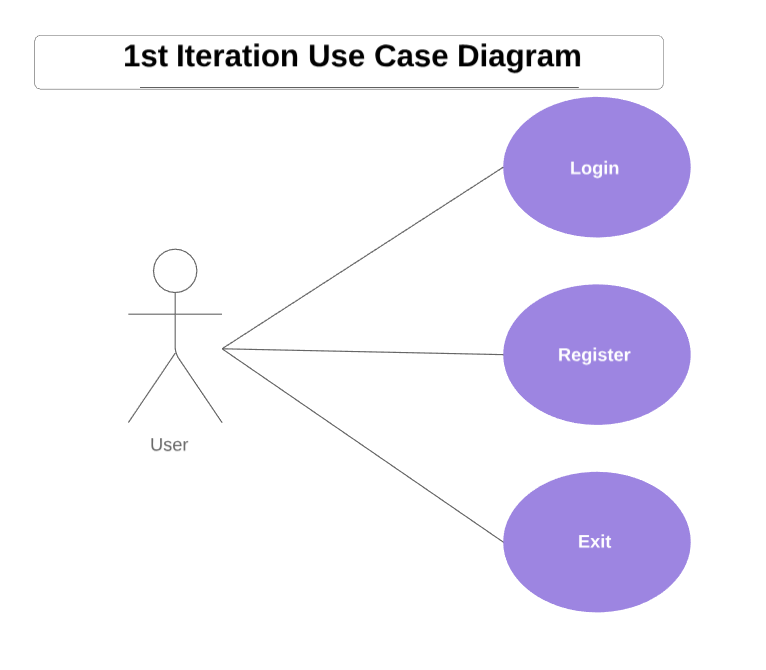 1st Iteration Use Case Diagram
Login
Register
User
Exit